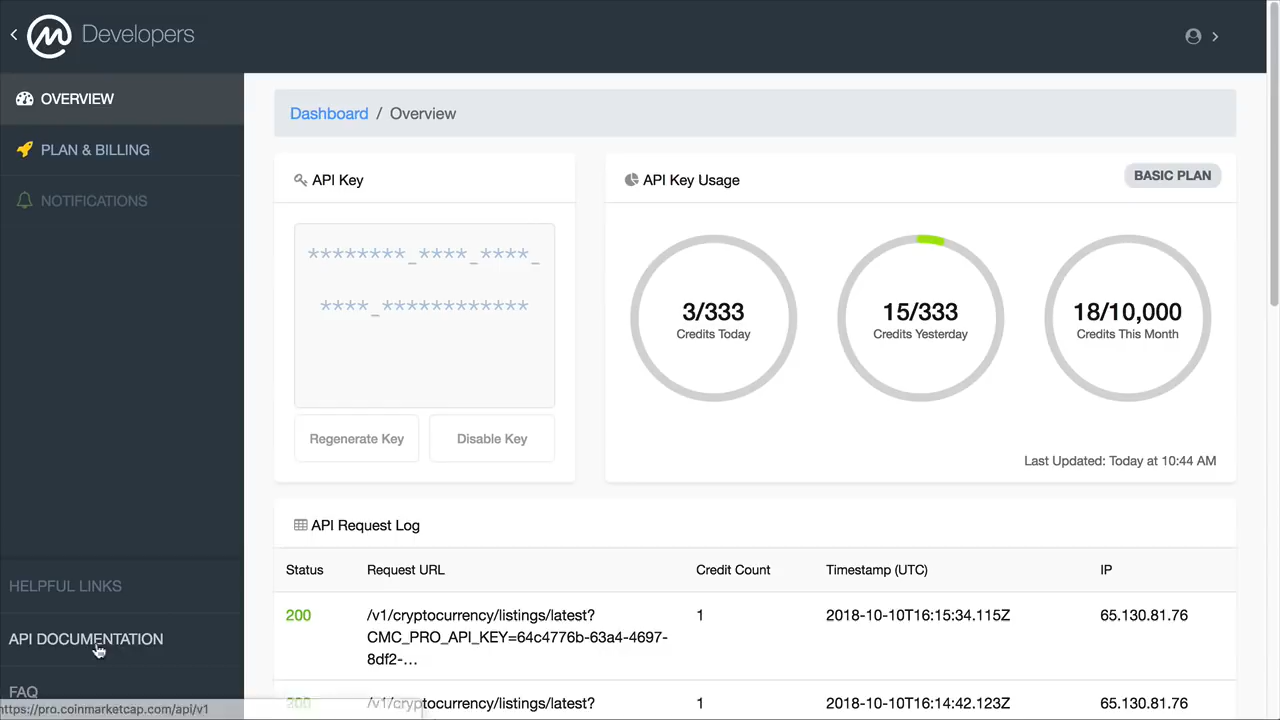 Developers
OVERVIEW
PLAN & BILLING
NOTIFICATIONS
Dashboard / Overview
API Key
********_****_****_
****_************
Regenerate Key
Disable Key
API Key Usage
BASIC PLAN
3/333
Credits Today
15/333
Credits Yesterday
18/10,000
Credits This Month
Last Updated: Today at 10:44 AM
API Request Log
Status Request URL Credit Count Timestamp (UTC) IP
200 /v1/cryptocurrency/listings/latest? 1 2018-10-10T16:15:34.115Z 65.130.81.76
CMC_PRO_API_KEY=64c4776b-63a4-4697-
8df2-...
200 /v1/cryptocurrency/listings/latest? 1 2018-10-10T16:14:42.123Z 65.130.81.76
HELPFUL LINKS
API DOCUMENTATION
FAQ
https://pro.coinmarketcap.com/api/v1